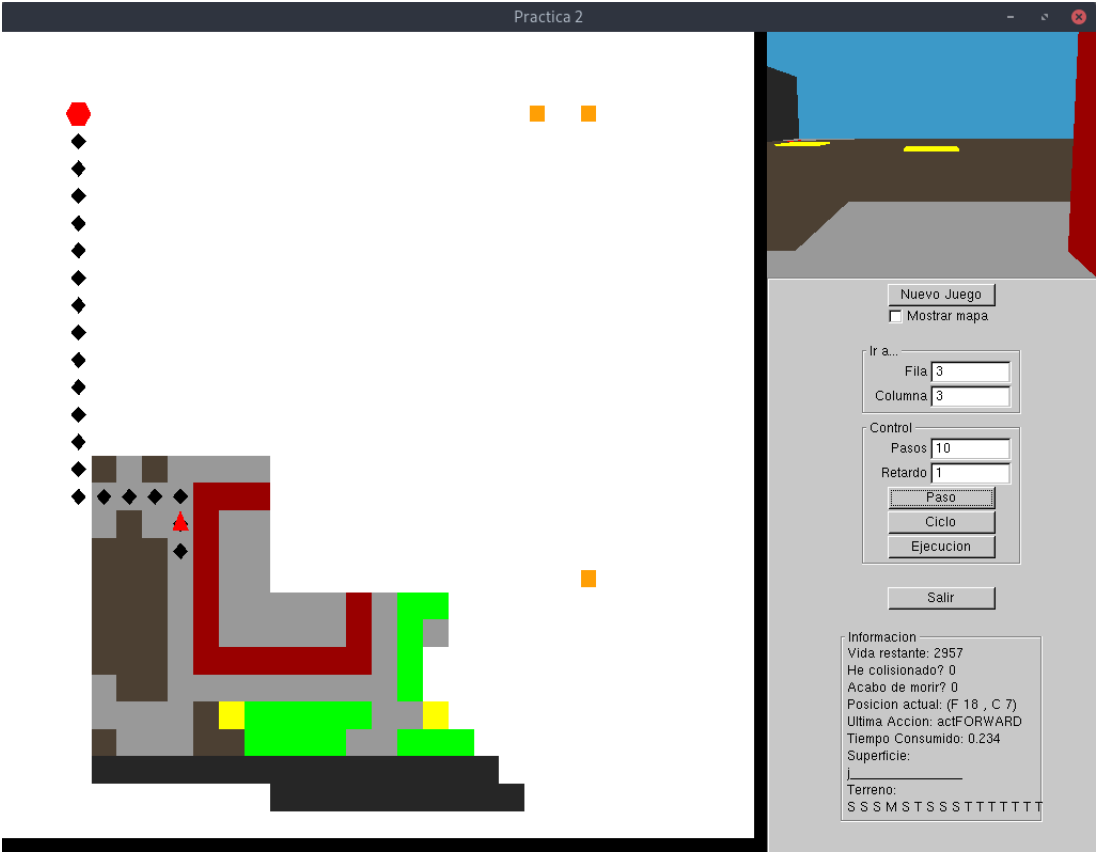 Practica 2
Nuevo Juego
Mostrar mapa
Ir a...
Fila 3
Columna 3
Control
Pasos 10
Retardo 1
Paso
Ciclo
Ejecucion
Salir
Informacion
Vida restante: 2957
He colisionado? 0
Acabo de morir? 0
Posicion actual: (F 18 , C 7)
Ultima Accion: actFORWARD
Tiempo Consumido: 0.234
Superficie:
j_______________
Terreno:
S S S M S T S S S T T T T T T T